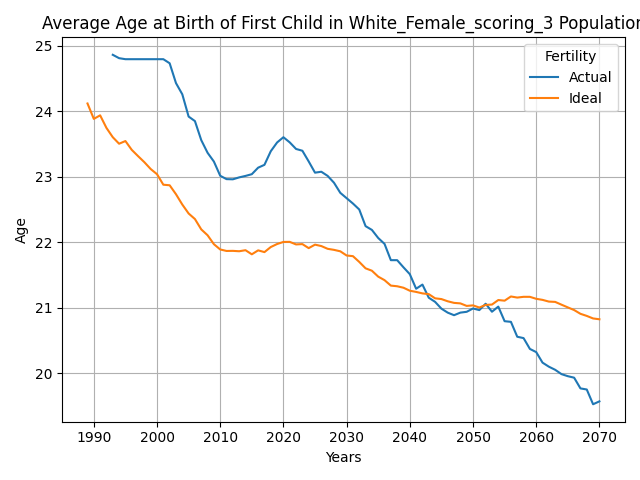 Average Age at Birth of First Child in White_Female_scoring_3 Population
Fertility
Actual
Ideal
Age
25
24
23
22
21
20
1990 2000 2010 2020 2030 2040 2050 2060 2070
Years